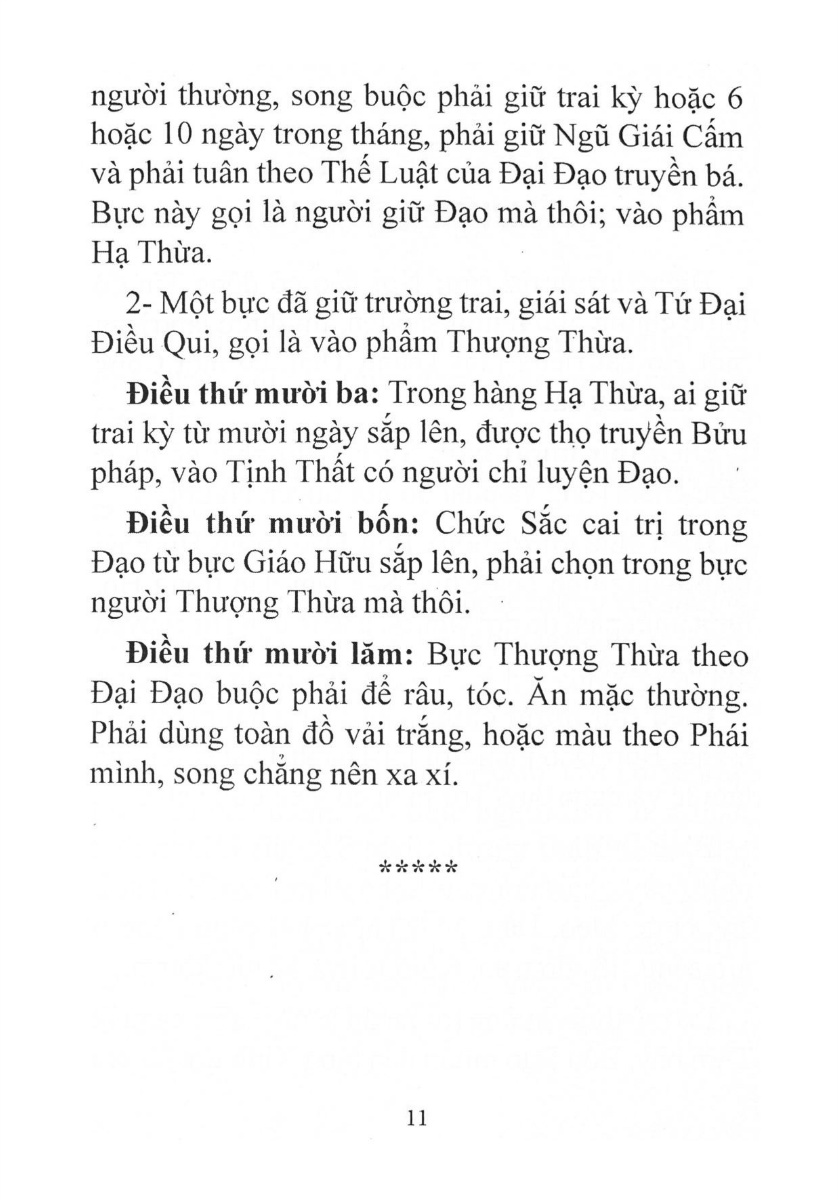 người thường, song buộc phải giữ trai kỳ hoặc 6
hoặc 10 ngày trong tháng, phải giữ Ngũ Giái Cấm
và phải tuân theo Thế Luật của Đại Đạo truyền bá.
Bực này gọi là người giữ Đạo mà thôi; vào phẩm
Hạ Thừa.
2- Một bực đã giữ trường trai, giái sát và Tứ Đại
Điều Qui, gọi là vào phẩm Thượng Thừa.
Điều thứ mười ba: Trong hàng Hạ Thừa, ai giữ
trai kỳ từ mười ngày sắp lên, được thọ truyền Bửu
pháp, vào Tịnh Thất có người chỉ luyện Đạo.
Điều thứ mười bốn: Chức Sắc cai trị trong
Đạo từ bực Giáo Hữu sắp lên, phải chọn trong bực
người Thượng Thừa mà thôi.
Điều thứ mười lăm: Bực Thượng Thừa theo
Đại Đạo buộc phải để râu, tóc. Ăn mặc thường.
Phải dùng toàn đồ vải trắng, hoặc màu theo Phái
mình, song chẳng nên xa xí.
*****
11